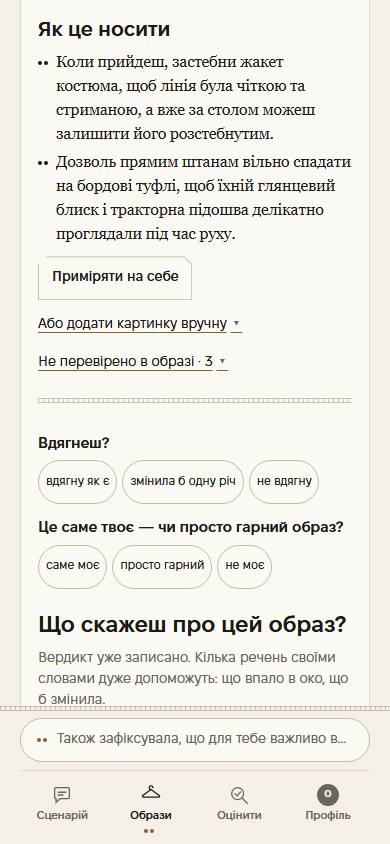 Як це носити
•• Коли прийдеш, застебни жакет
костюма, щоб лінія була чіткою та
стриманою, а вже за столом можеш
залишити його розстебнутим.
•• Дозволь прямим штанам вільно спадати
на бордові туфлі, щоб їхній глянцевий
блиск і тракторна підошва делікатно
проглядали під час руху.
Приміряти на себе
Або додати картинку вручну ▾
Не перевірено в образі · 3 ▾
Вдягнеш?
вдягну як є змінила б одну річ не вдягну
Це саме твоє — чи просто гарний образ?
саме моє просто гарний не моє
Що скажеш про цей образ?
Вердикт уже записано. Кілька речень своїми
словами дуже допоможуть: що впало в око, що
б змінила.
•• Також зафіксувала, що для тебе важливо в...
Сценарій Образи Оцінити О Профіль